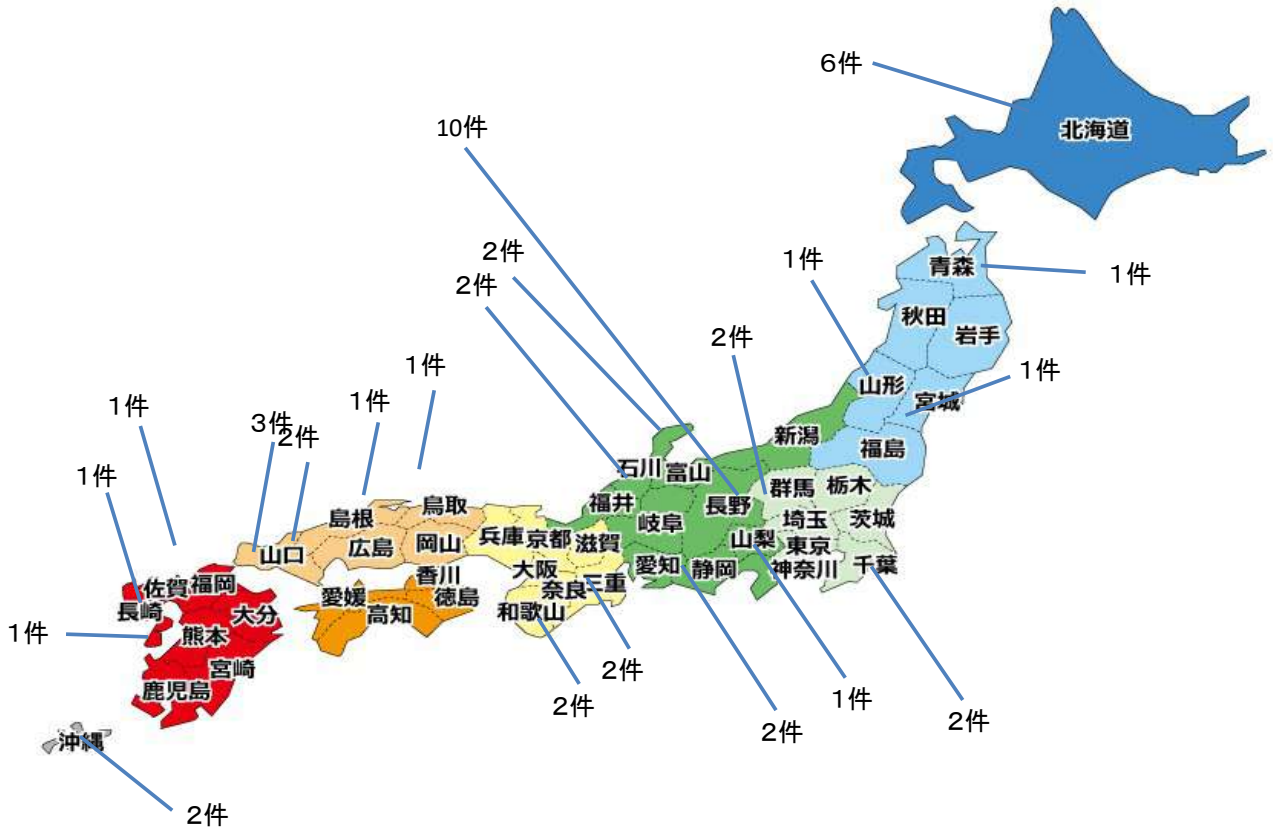 6件
北海道
10件
2件
2件
1件
青森
1件
秋田
岩手
2件
1件
山形
宮城
1件
1件
1件
3件
2件
新潟
福島
1件
石川
富山
長野
群馬
栃木
福井
岐阜
埼玉
茨城
島根
鳥取
山口
広島
岡山
兵庫
京都
滋賀
山梨
東京
愛知
静岡
神奈川
千葉
佐賀
福岡
長崎
大分
愛媛
香川
高知
徳島
大阪
奈良
三重
和歌山
1件
熊本
宮崎
鹿児島
2件
2件
1件
2件
2件
沖縄
2件